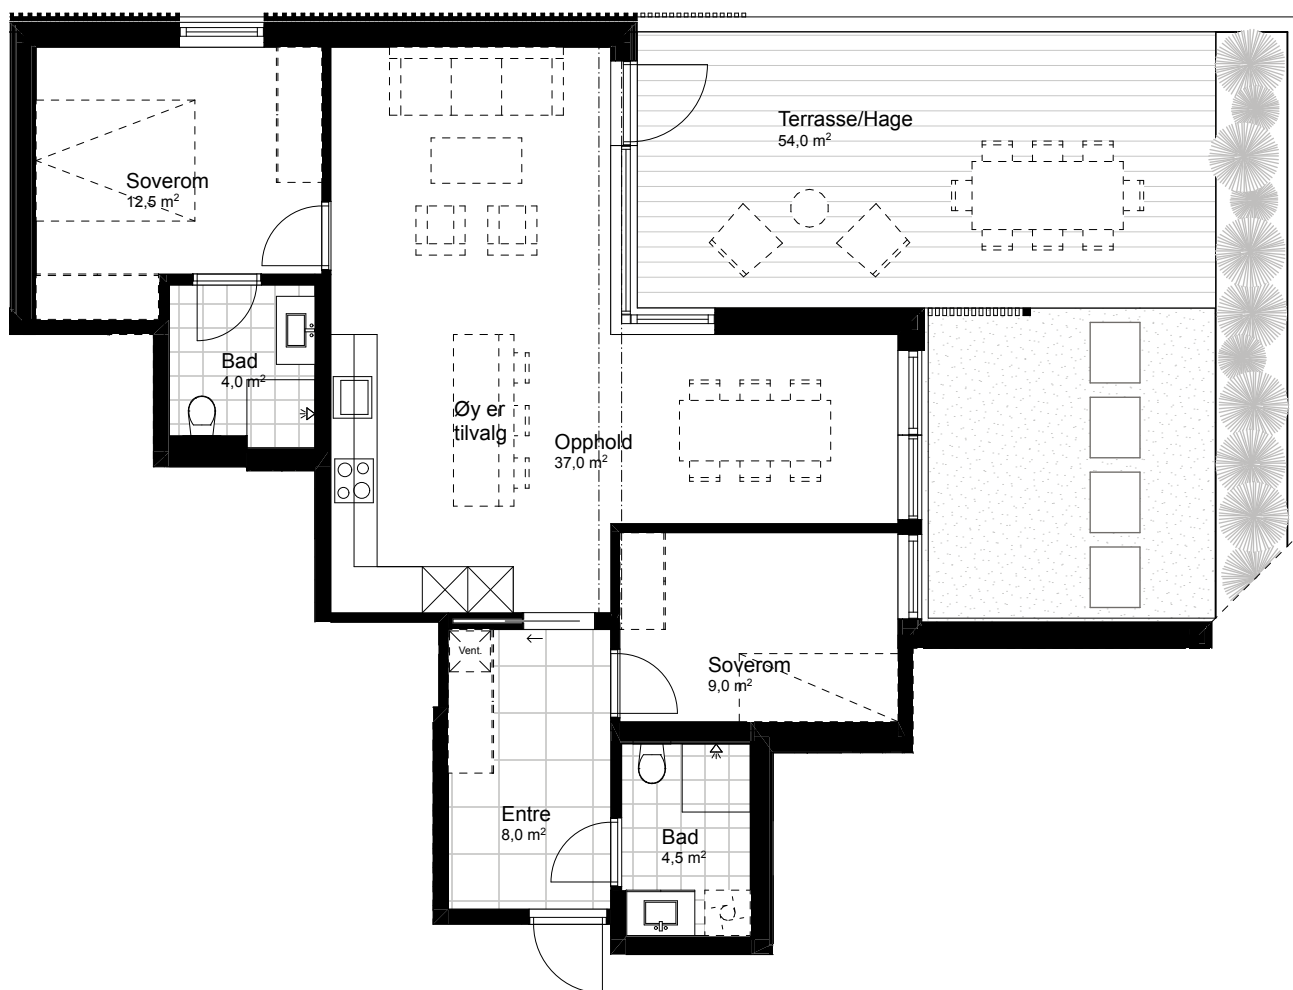 Terrasse/Hage
54,0 m²
Soverom
12,5 m²
Bad
4,0 m²
Øy er
tilvalg
Opphold
37,0 m²
Vent.
Soverom
9,0 m²
Entre
8,0 m²
Bad
4,5 m²